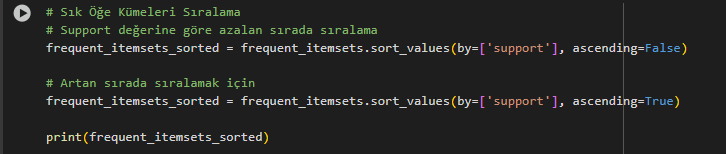 # Sık Öğe Kümeleri Sıralama
# Support değerine göre azalan sırada sıralama
frequent_itemsets_sorted = frequent_itemsets.sort_values(by=['support'], ascending=False)
# Artan sırada sıralamak için
frequent_itemsets_sorted = frequent_itemsets.sort_values(by=['support'], ascending=True)
print(frequent_itemsets_sorted)